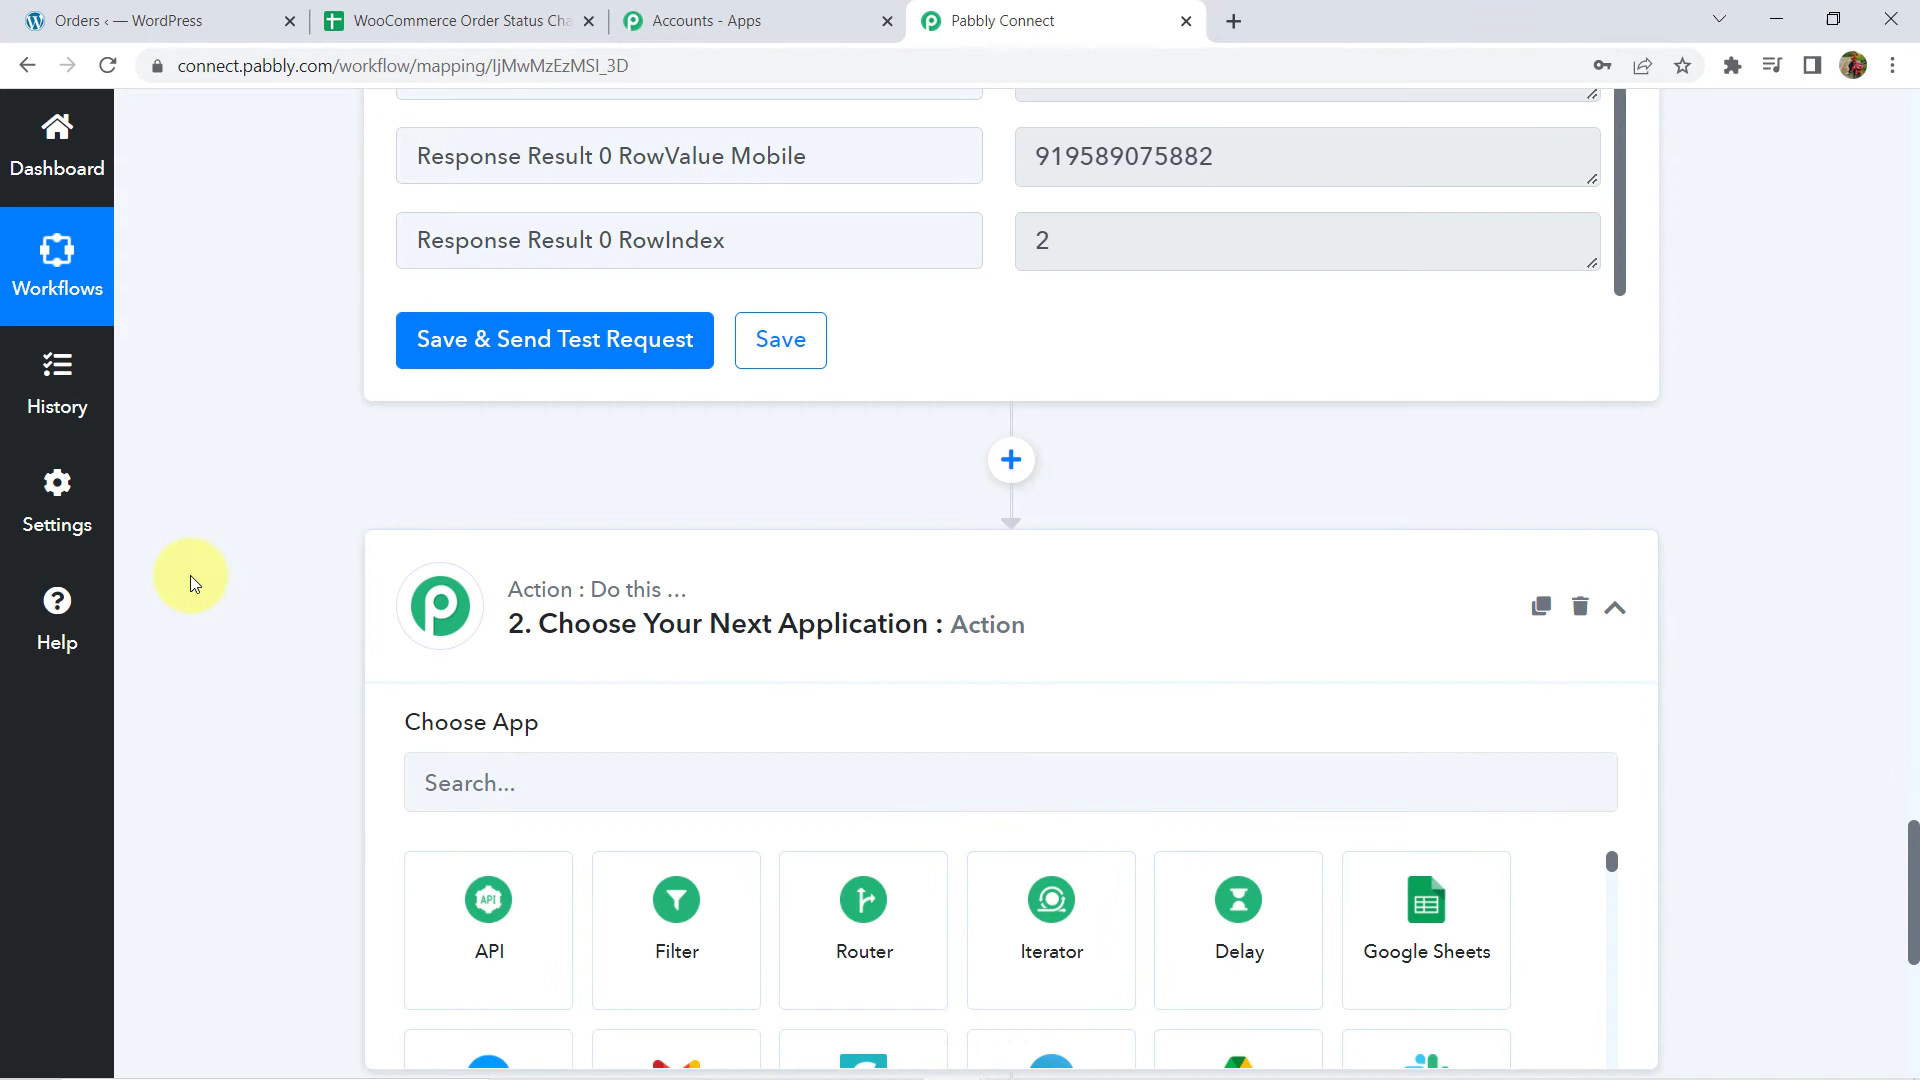 Orders ‹ — WordPress
WooCommerce Order Status Cha
Accounts - Apps
Pabbly Connect
connect.pabbly.com/workflow/mapping/IjMwMzEzMSI_3D
Dashboard
Workflows
History
Settings
Help
Response Result 0 RowValue Mobile
919589075882
Response Result 0 RowIndex
2
Save & Send Test Request
Save
Action : Do this ...
2. Choose Your Next Application : Action
Choose App
Search...
API
API
Filter
Router
Iterator
Delay
Google Sheets